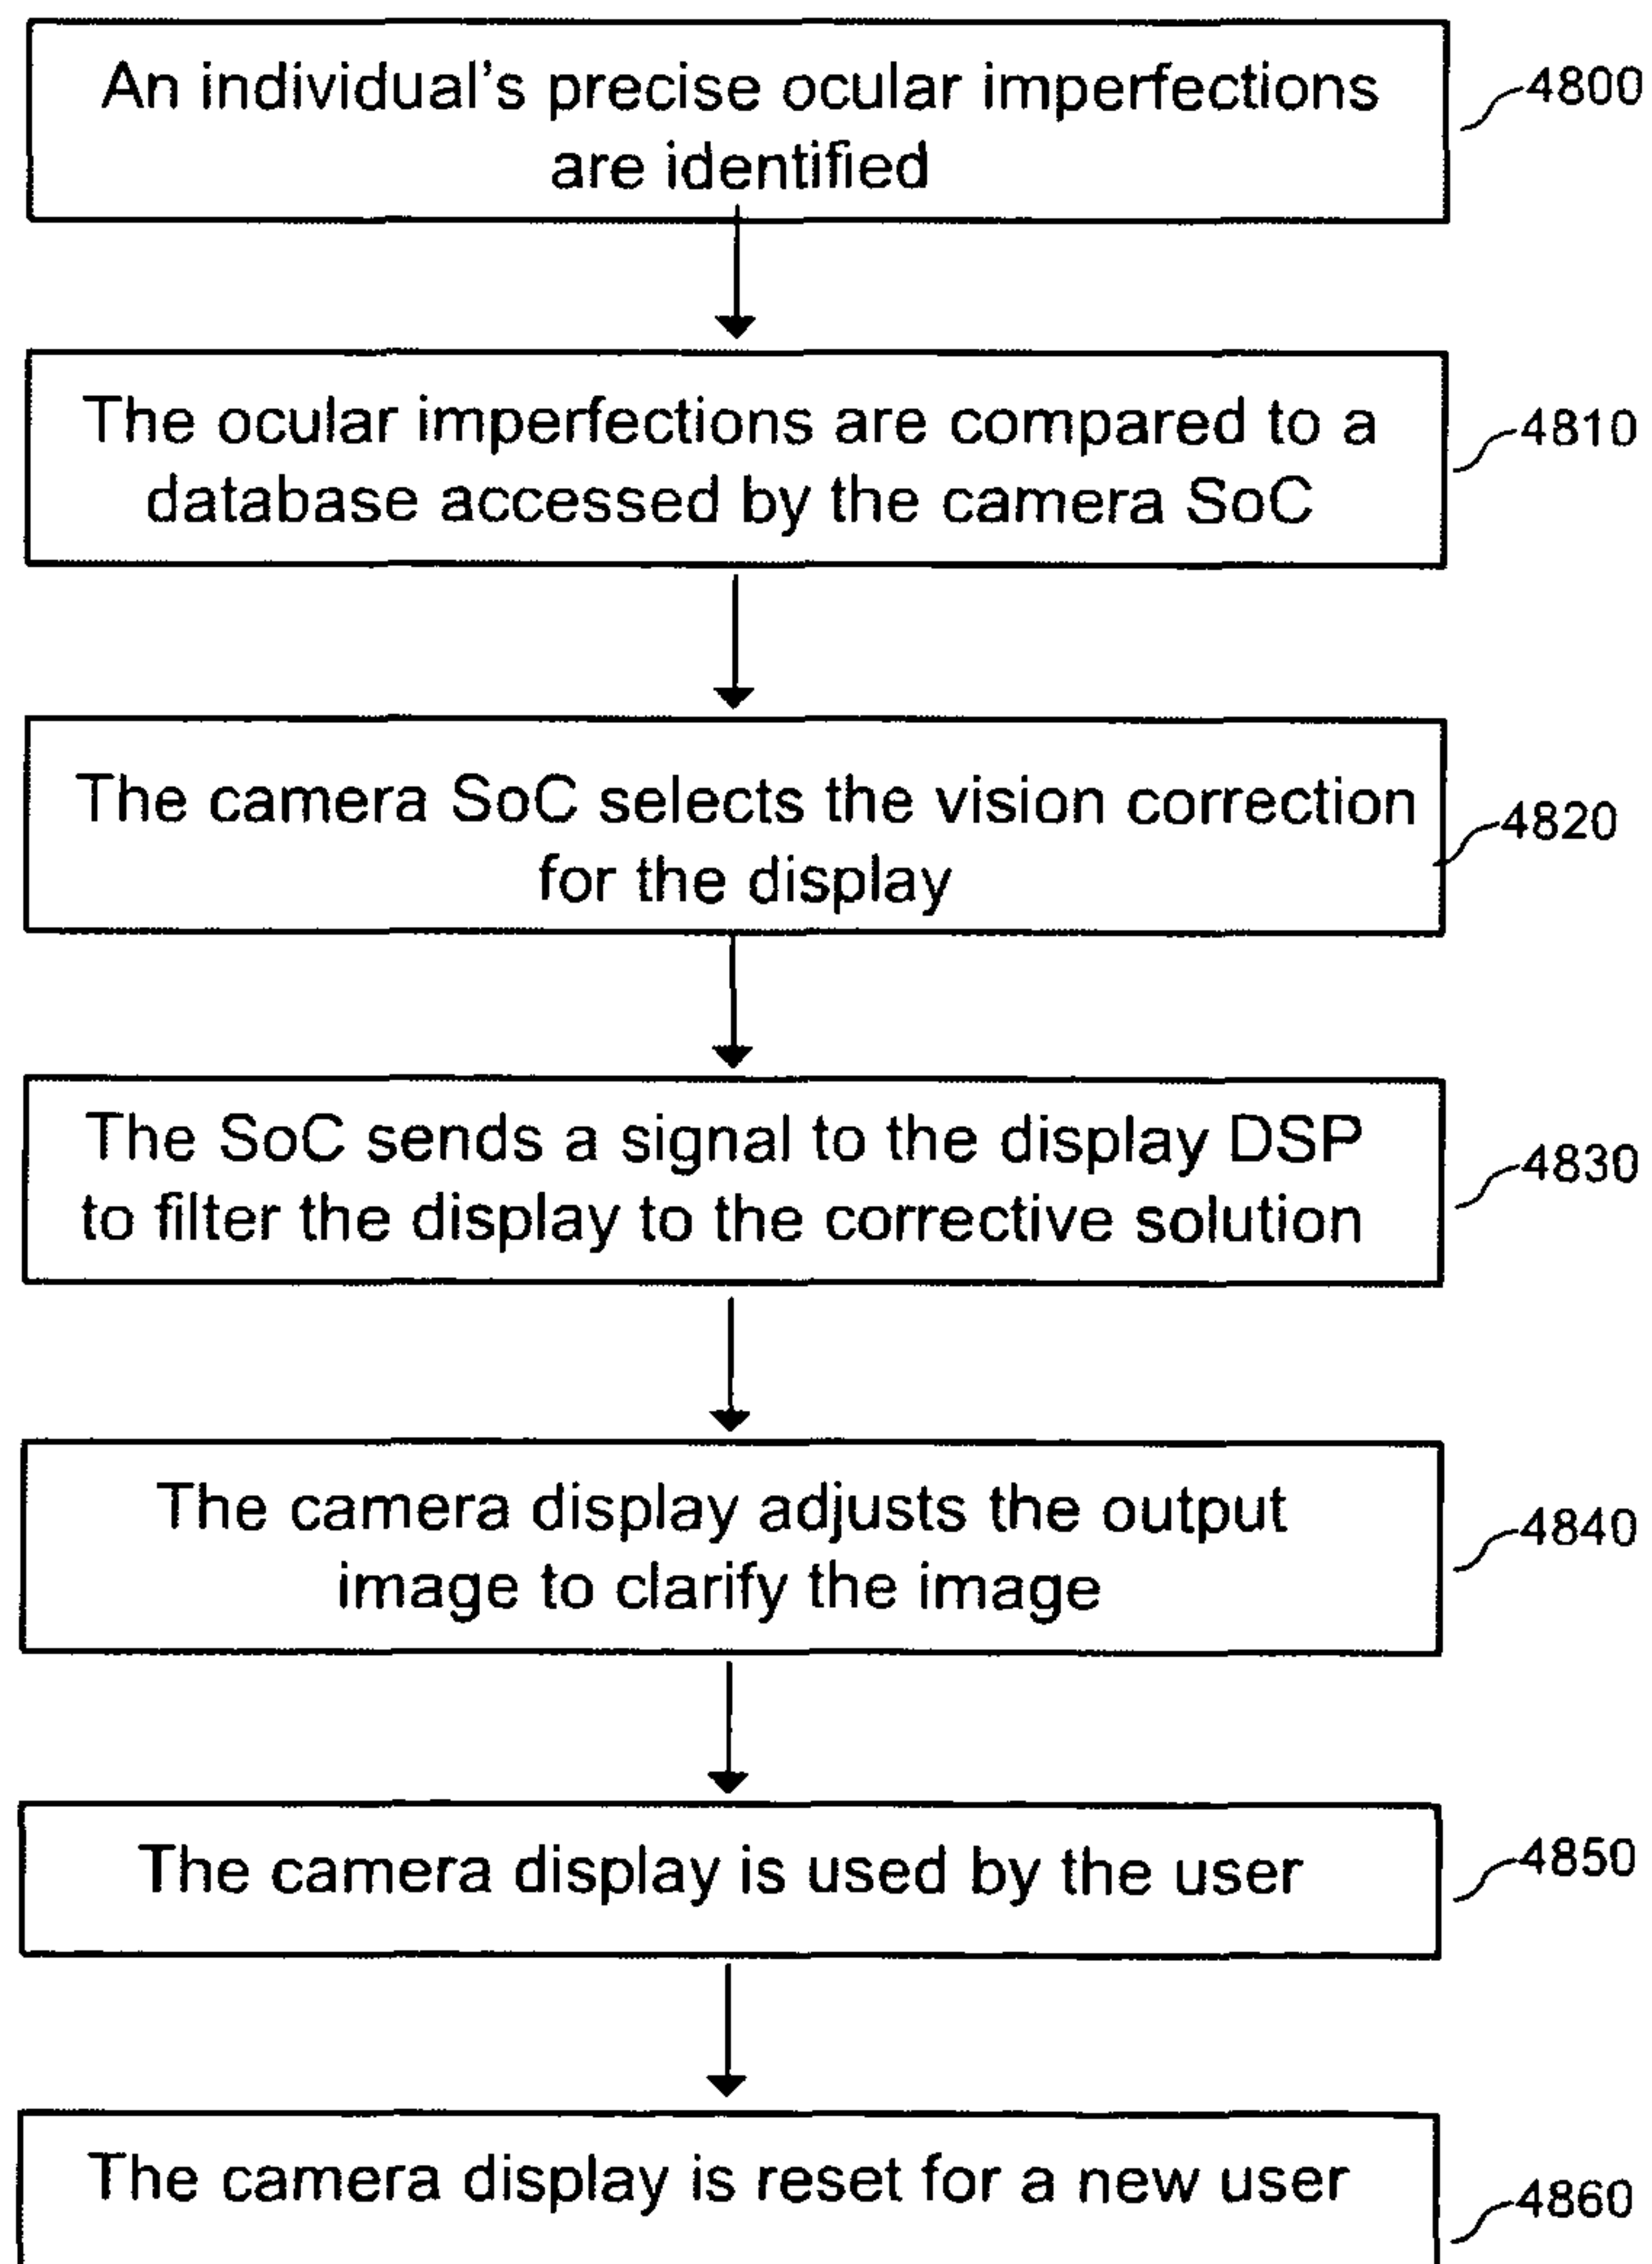 An individual's precise ocular imperfections
are identified
4800
The ocular imperfections are compared to a
database accessed by the camera SoC
4810
The camera SoC selects the vision correction
for the display
4820
The SoC sends a signal to the display DSP
to filter the display to the corrective solution
4830
The camera display adjusts the output
image to clarify the image
4840
The camera display is used by the user
4850
The camera display is reset for a new user
4860